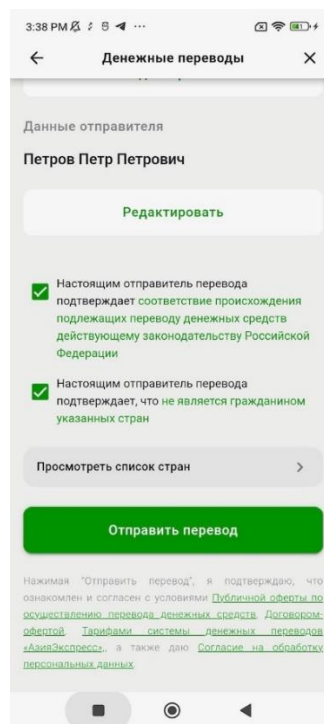 3:38 PM
Денежные переводы
Данные отправителя
Петров Петр Петрович
Редактировать
Настоящим отправитель перевода
подтверждает соответствие происхождения
подлежащих переводу денежных средств
действующему законодательству Российской
Федерации
Настоящим отправитель перевода
подтверждает, что не является гражданином
указанных стран
Просмотреть список стран
Отправить перевод
Нажимая "Отправить перевод", я подтверждаю, что
ознакомлен и согласен с условиями Публичной оферты по
осуществлению перевода денежных средств, Договором-
офертой, Тарифами системы денежных переводов
«АзияЭкспресс»,, а также даю Согласие на обработку
персональных данных.